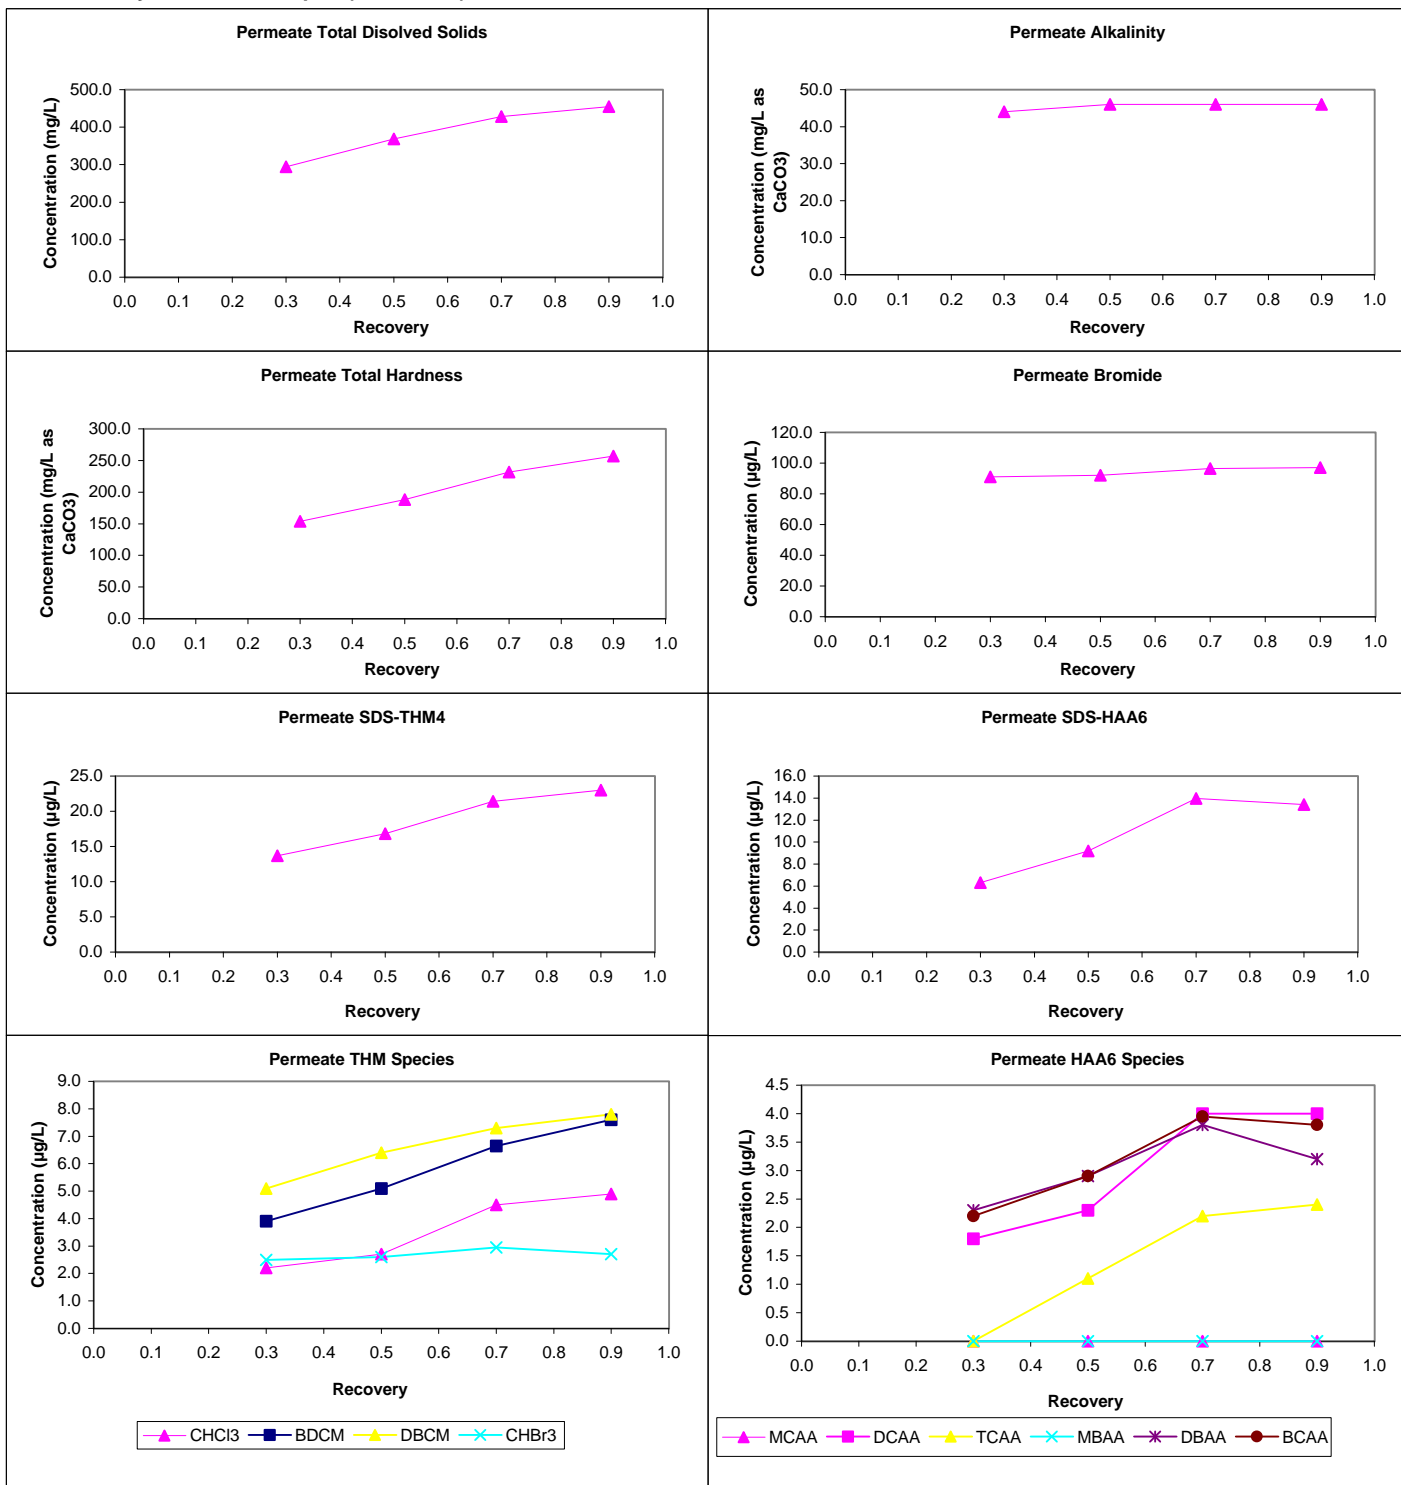 Permeate Total Disolved Solids
Concentration (mg/L)
500.0
400.0
300.0
200.0
100.0
0.0
0.0 0.1 0.2 0.3 0.4 0.5 0.6 0.7 0.8 0.9 1.0
Recovery
Permeate Alkalinity
Concentration (mg/L as
CaCO3)
50.0
40.0
30.0
20.0
10.0
0.0
0.0 0.1 0.2 0.3 0.4 0.5 0.6 0.7 0.8 0.9 1.0
Recovery
Permeate Total Hardness
Concentration (mg/L as
CaCO3)
300.0
250.0
200.0
150.0
100.0
50.0
0.0
0.0 0.1 0.2 0.3 0.4 0.5 0.6 0.7 0.8 0.9 1.0
Recovery
Permeate Bromide
Concentration (µg/L)
120.0
100.0
80.0
60.0
40.0
20.0
0.0
0.0 0.1 0.2 0.3 0.4 0.5 0.6 0.7 0.8 0.9 1.0
Recovery
Permeate SDS-THM4
Concentration (µg/L)
25.0
20.0
15.0
10.0
5.0
0.0
0.0 0.1 0.2 0.3 0.4 0.5 0.6 0.7 0.8 0.9 1.0
Recovery
Permeate SDS-HAA6
Concentration (µg/L)
16.0
14.0
12.0
10.0
8.0
6.0
4.0
2.0
0.0
0.0 0.1 0.2 0.3 0.4 0.5 0.6 0.7 0.8 0.9 1.0
Recovery
Permeate THM Species
Concentration (µg/L)
9.0
8.0
7.0
6.0
5.0
4.0
3.0
2.0
1.0
0.0
0.0 0.1 0.2 0.3 0.4 0.5 0.6 0.7 0.8 0.9 1.0
Recovery
CHCl3 BDCM DBCM CHBr3
Permeate HAA6 Species
Concentration (µg/L)
4.5
4.0
3.5
3.0
2.5
2.0
1.5
1.0
0.5
0.0
0.0 0.1 0.2 0.3 0.4 0.5 0.6 0.7 0.8 0.9 1.0
Recovery
MCAA DCAA TCAA MBAA DBAA BCAA